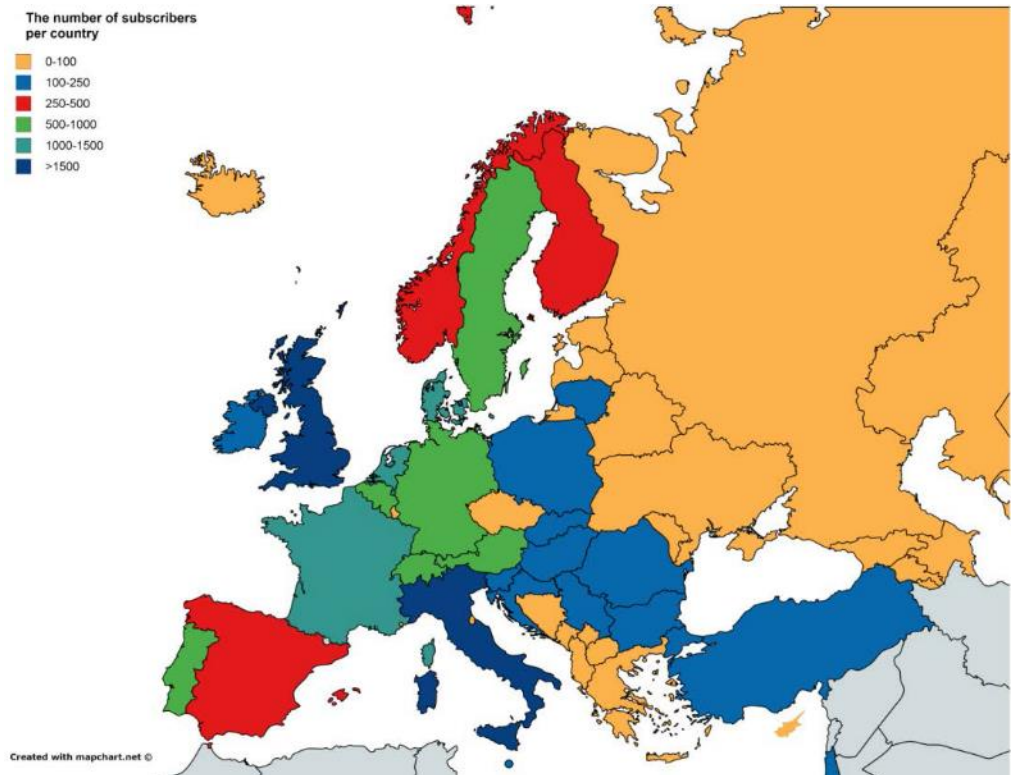 The number of subscribers
per country
0-100
100-250
250-500
500-1000
1000-1500
>1500
Created with mapchart.net ©